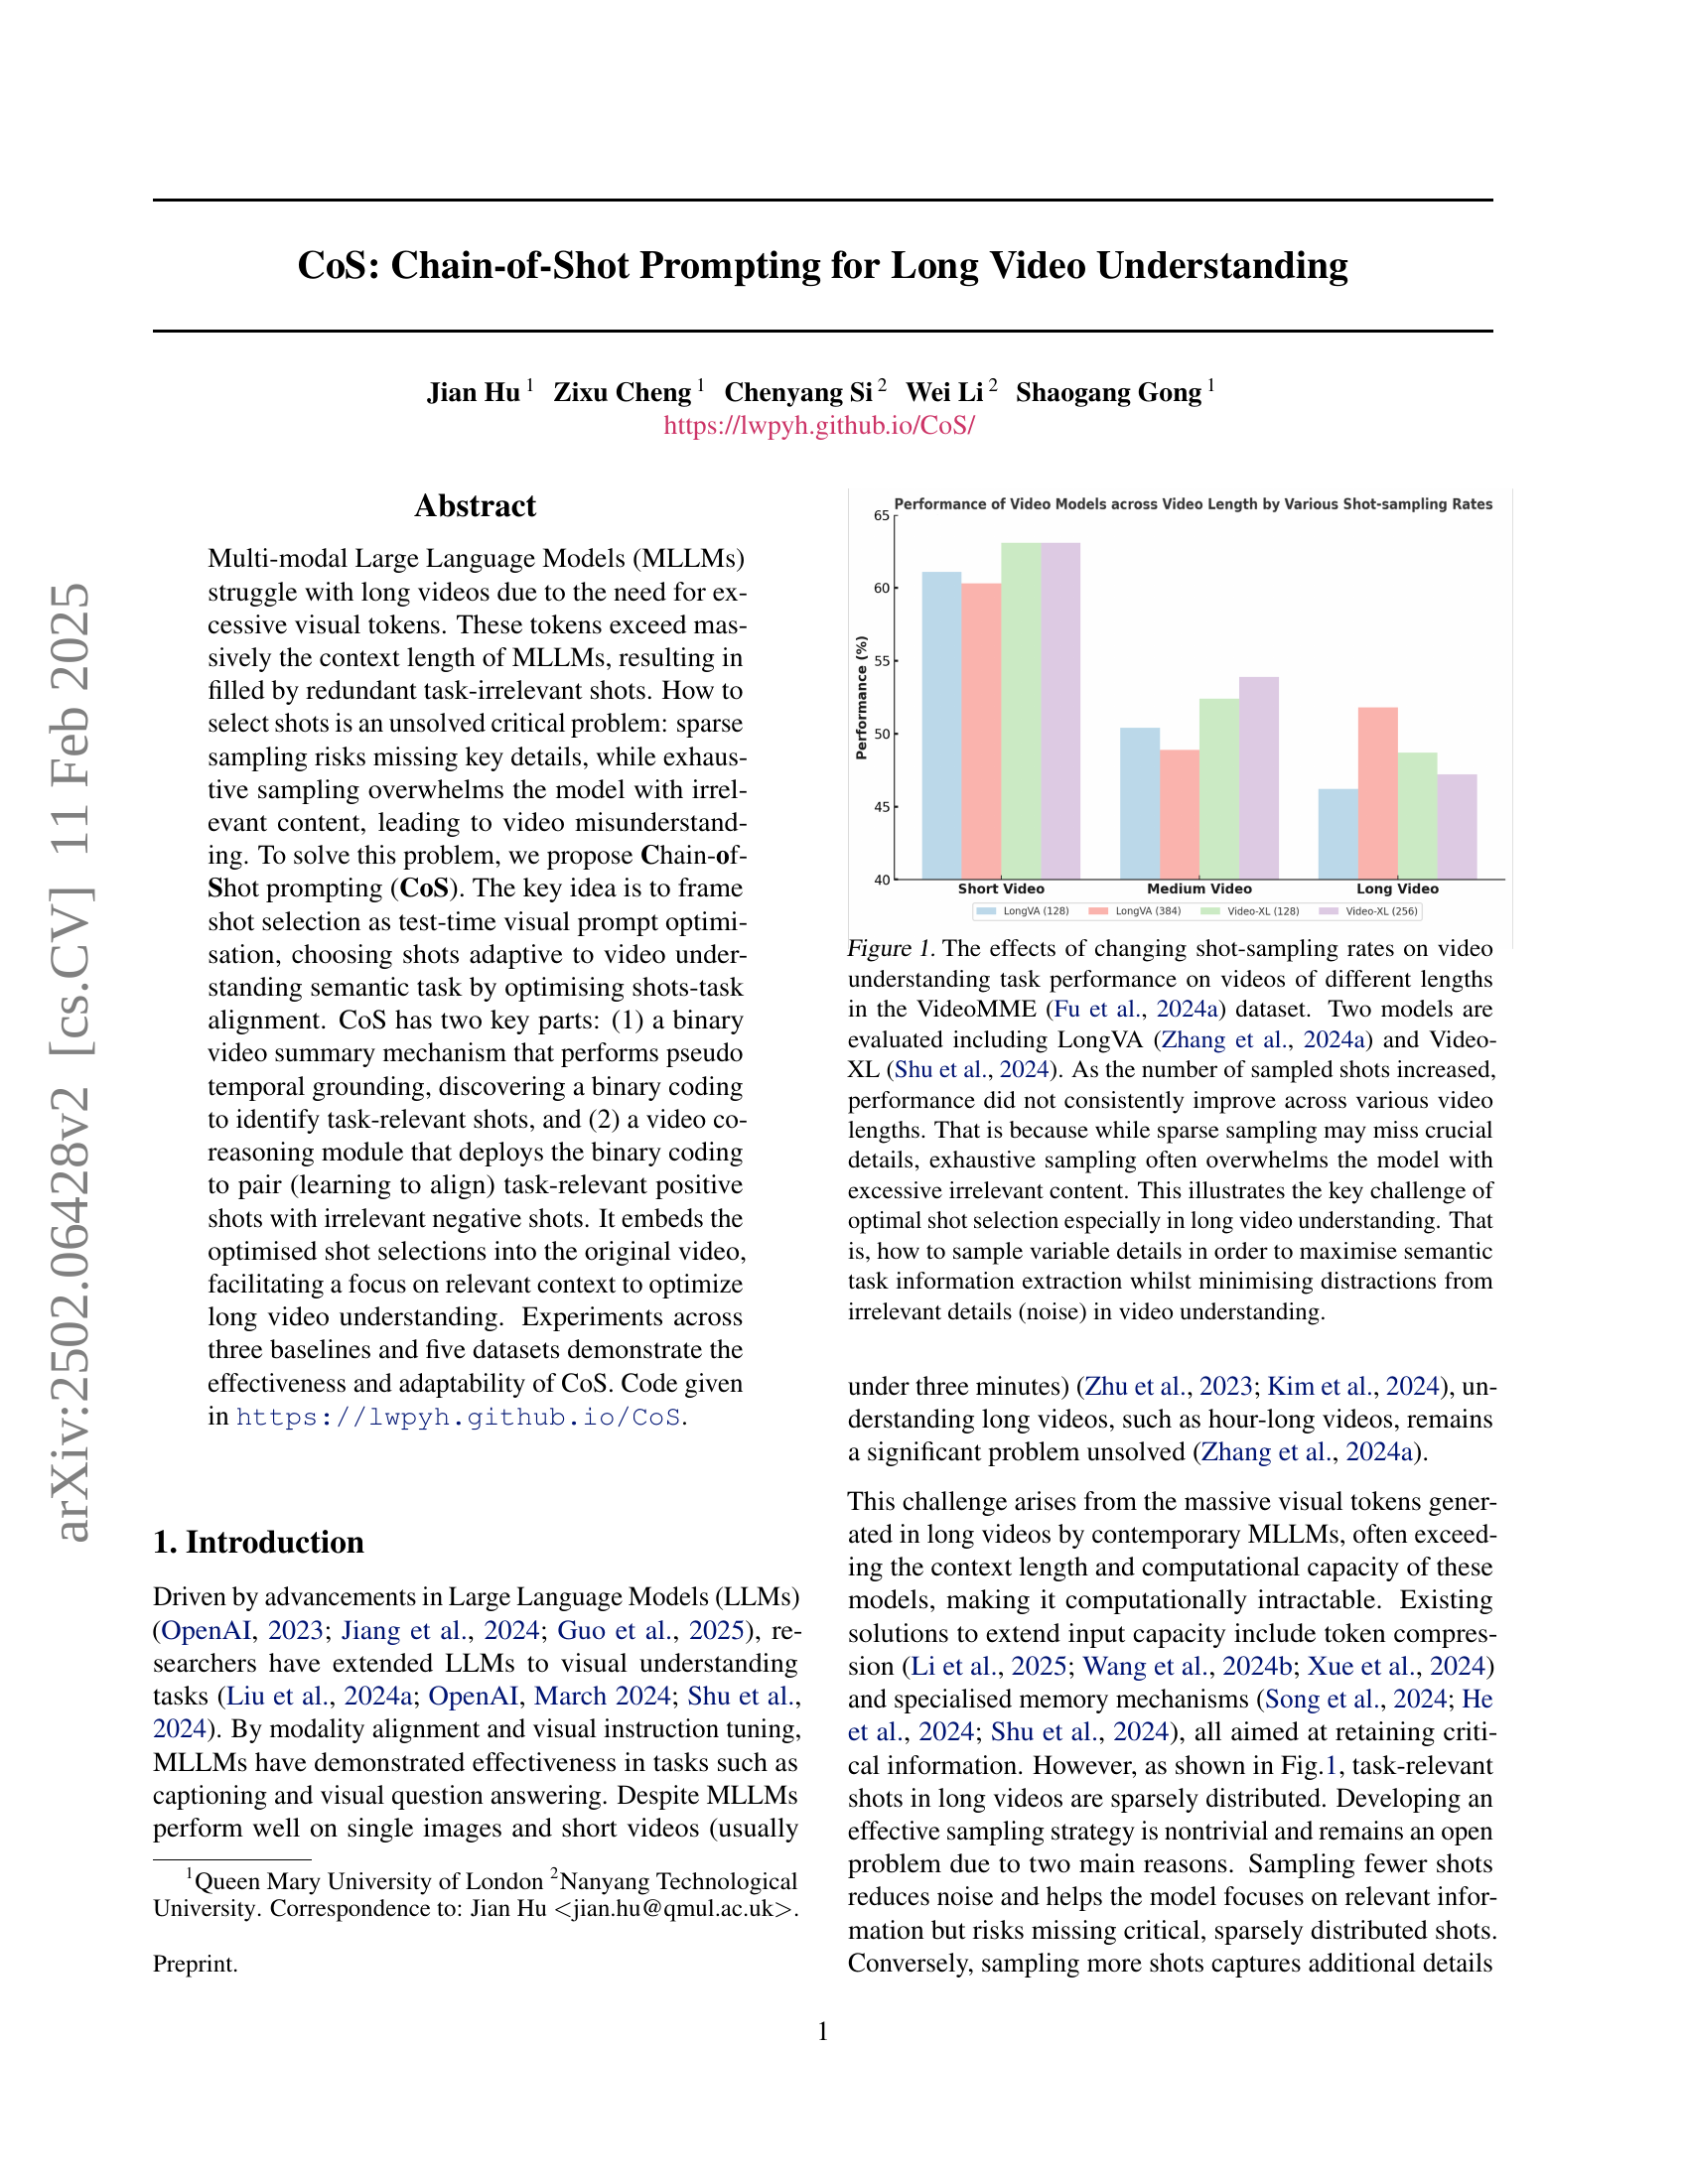 arXiv:2502.06428v2 [cs.CV] 11 Feb 2025
CoS: Chain-of-Shot Prompting for Long Video Understanding
Jian Hu 1 Zixu Cheng 1 Chenyang Si 2 Wei Li 2 Shaogang Gong 1
https://lwpyh.github.io/CoS/
Abstract
Multi-modal Large Language Models (MLLMs)
struggle with long videos due to the need for ex-
cessive visual tokens. These tokens exceed mas-
sively the context length of MLLMs, resulting in
filled by redundant task-irrelevant shots. How to
select shots is an unsolved critical problem: sparse
sampling risks missing key details, while exhaus-
tive sampling overwhelms the model with irrel-
evant content, leading to video misunderstand-
ing. To solve this problem, we propose Chain-of-
Shot prompting (CoS). The key idea is to frame
shot selection as test-time visual prompt optimi-
sation, choosing shots adaptive to video under-
standing semantic task by optimising shots-task
alignment. CoS has two key parts: (1) a binary
video summary mechanism that performs pseudo
temporal grounding, discovering a binary coding
to identify task-relevant shots, and (2) a video co-
reasoning module that deploys the binary coding
to pair (learning to align) task-relevant positive
shots with irrelevant negative shots. It embeds the
optimised shot selections into the original video,
facilitating a focus on relevant context to optimize
long video understanding. Experiments across
three baselines and five datasets demonstrate the
effectiveness and adaptability of CoS. Code given
in https://lwpyh.github.io/CoS.
1. Introduction
Driven by advancements in Large Language Models (LLMs)
(OpenAI, 2023; Jiang et al., 2024; Guo et al., 2025), re-
searchers have extended LLMs to visual understanding
tasks (Liu et al., 2024a; OpenAI, March 2024; Shu et al.,
2024). By modality alignment and visual instruction tuning,
MLLMs have demonstrated effectiveness in tasks such as
captioning and visual question answering. Despite MLLMs
perform well on single images and short videos (usually
1Queen Mary University of London 2Nanyang Technological
University. Correspondence to: Jian Hu <jian.hu@qmul.ac.uk>.
Preprint.
Performance of Video Models across Video Length by Various Shot-sampling Rates
Performance (%)
65
60
55
50
45
40
Short Video Medium Video Long Video
LongVA (128) LongVA (384) Video-XL (128) Video-XL (256)
Figure 1. The effects of changing shot-sampling rates on video
understanding task performance on videos of different lengths
in the VideoMME (Fu et al., 2024a) dataset. Two models are
evaluated including LongVA (Zhang et al., 2024a) and Video-
XL (Shu et al., 2024). As the number of sampled shots increased,
performance did not consistently improve across various video
lengths. That is because while sparse sampling may miss crucial
details, exhaustive sampling often overwhelms the model with
excessive irrelevant content. This illustrates the key challenge of
optimal shot selection especially in long video understanding. That
is, how to sample variable details in order to maximise semantic
task information extraction whilst minimising distractions from
irrelevant details (noise) in video understanding.
under three minutes) (Zhu et al., 2023; Kim et al., 2024), un-
derstanding long videos, such as hour-long videos, remains
a significant problem unsolved (Zhang et al., 2024a).
This challenge arises from the massive visual tokens gener-
ated in long videos by contemporary MLLMs, often exceed-
ing the context length and computational capacity of these
models, making it computationally intractable. Existing
solutions to extend input capacity include token compres-
sion (Li et al., 2025; Wang et al., 2024b; Xue et al., 2024)
and specialised memory mechanisms (Song et al., 2024; He
et al., 2024; Shu et al., 2024), all aimed at retaining criti-
cal information. However, as shown in Fig.1, task-relevant
shots in long videos are sparsely distributed. Developing an
effective sampling strategy is nontrivial and remains an open
problem due to two main reasons. Sampling fewer shots
reduces noise and helps the model focuses on relevant infor-
mation but risks missing critical, sparsely distributed shots.
Conversely, sampling more shots captures additional details
1